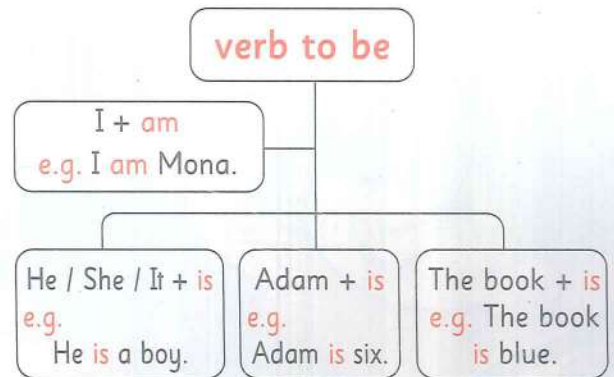 verb to be
I + am
e.g. I am Mona.
He / She / It + is
e.g.
He is a boy.
Adam + is
e.g.
Adam is six.
The book + is
e.g. The book
is blue.